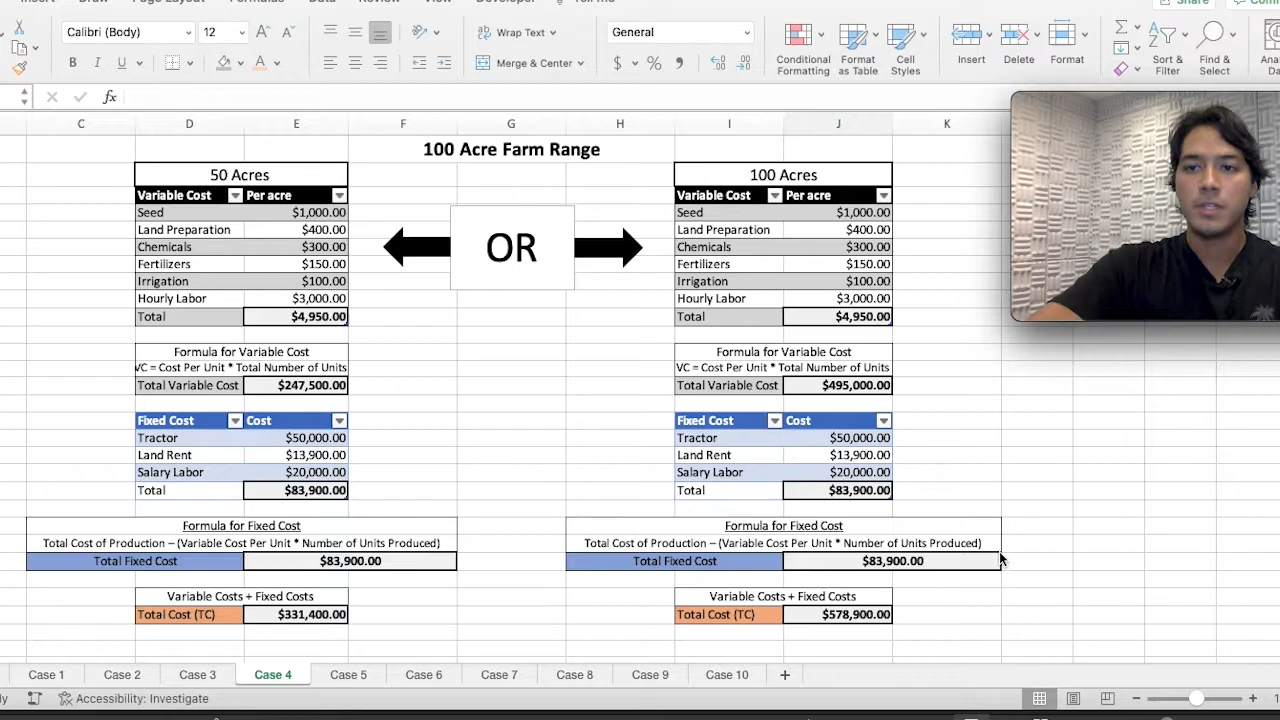 Insert Draw Page Layout Formulas Data Review View Developer Tell me Share
Calibri (Body) 12 Wrap Text General
Merge & Center Conditional Formatting Format as Table Cell Styles Insert Delete Format Sort & Filter Find & Select
fx
C D E F G H I J K
100 Acre Farm Range
50 Acres 100 Acres
Variable Cost Per acre Variable Cost Per acre
Seed $1,000.00 Seed $1,000.00
Land Preparation $400.00 Land Preparation $400.00
Chemicals $300.00 OR Chemicals $300.00
Fertilizers $150.00 Fertilizers $150.00
Irrigation $100.00 Irrigation $100.00
Hourly Labor $3,000.00 Hourly Labor $3,000.00
Total $4,950.00 Total $4,950.00
Formula for Variable Cost Formula for Variable Cost
VC = Cost Per Unit * Total Number of Units VC = Cost Per Unit * Total Number of Units
Total Variable Cost $247,500.00 Total Variable Cost $495,000.00
Fixed Cost Cost Fixed Cost Cost
Tractor $50,000.00 Tractor $50,000.00
Land Rent $13,900.00 Land Rent $13,900.00
Salary Labor $20,000.00 Salary Labor $20,000.00
Total $83,900.00 Total $83,900.00
Formula for Fixed Cost Formula for Fixed Cost
Total Cost of Production – (Variable Cost Per Unit * Number of Units Produced) Total Cost of Production – (Variable Cost Per Unit * Number of Units Produced)
Total Fixed Cost $83,900.00 Total Fixed Cost $83,900.00
Variable Costs + Fixed Costs Variable Costs + Fixed Costs
Total Cost (TC) $331,400.00 Total Cost (TC) $578,900.00
Case 1 Case 2 Case 3 Case 4 Case 5 Case 6 Case 7 Case 8 Case 9 Case 10 +
Accessibility: Investigate